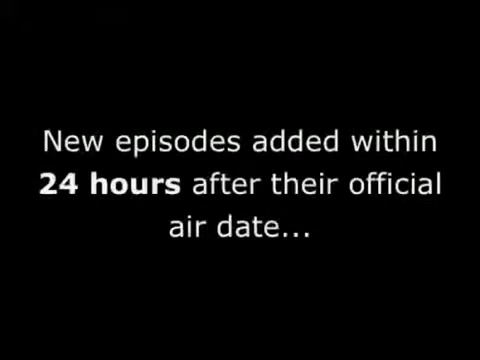 New episodes added within
24 hours after their official
air date...